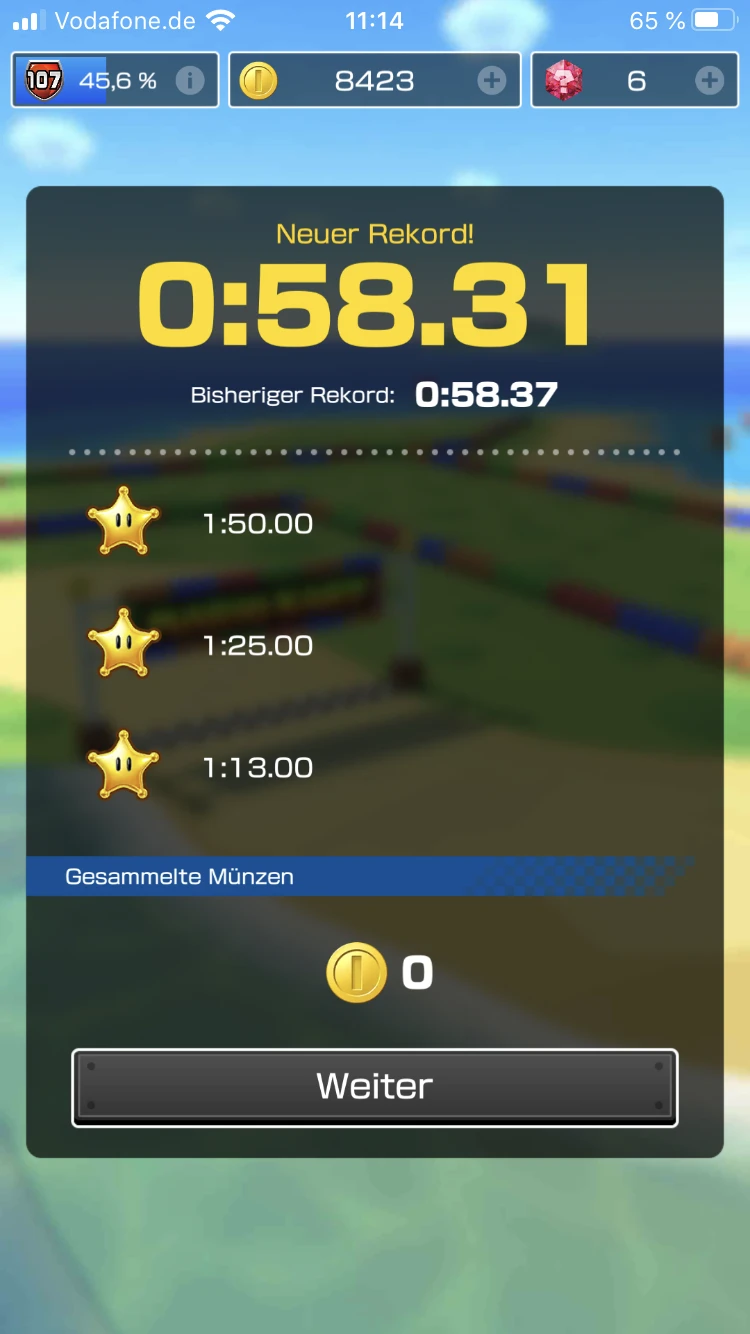 Vodafone.de 11:14 65 %
107 45,6 % i 8423 + ? 6 +
Neuer Rekord!
0:58.31
Bisheriger Rekord: 0:58.37
1:50.00
1:25.00
1:13.00
Gesammelte Münzen
0
Weiter